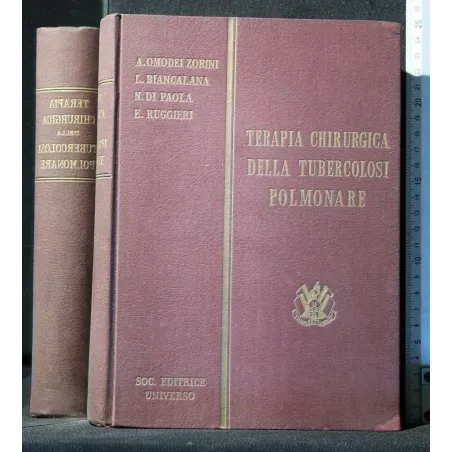 A. OMODEI ZORINI
L. BIANCALANA
N. DI PAOLA
E. RUGGIERI
TERAPIA CHIRURGICA
DELLA TUBERCOLOSI
POLMONARE
SOC. EDITRICE
UNIVERSO
TERAPIA
CHIRURGICA
DELLA
TUBERCOLOSI
POLMONARE